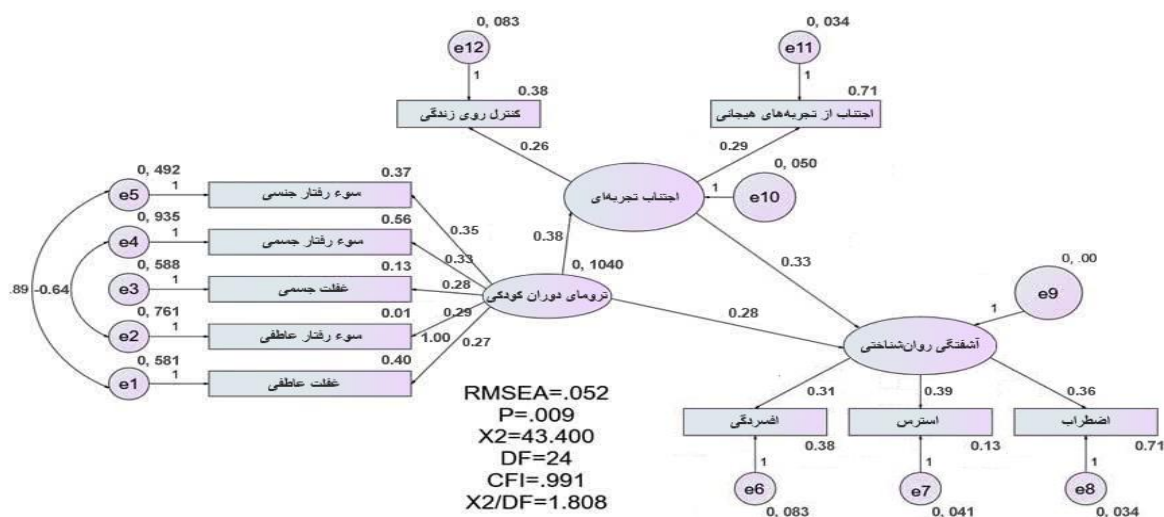 0, 083
e12
1
0.38
کنترل روی زندگی
0.26
0, 034
e11
1
0.71
اجتناب از تجربه‌های هیجانی
0.29
اجتناب تجربه‌ای
0, 050
1
e10
0, 492
e5
1
0.37
سوء رفتار جنسی
0.35
0, 935
e4
1
0.56
سوء رفتار جسمی
0.33
0, 588
e3
1
0.13
غفلت جسمی
0.28
0, 761
e2
1
0.01
سوء رفتار عاطفی
0.29
1.00
0, 581
e1
1
0.40
غفلت عاطفی
0.27
.89
-0.64
0.38
0, 1040
ترومای دوران کودکی
0.33
0.28
0, .00
e9
1
آشفتگی روان‌شناختی
0.31
0.39
0.36
افسردگی
0.38
1
e6
0, 083
استرس
0.13
1
e7
0, 041
اضطراب
0.71
1
e8
0, 034
RMSEA=.052
P=.009
X2=43.400
DF=24
CFI=.991
X2/DF=1.808